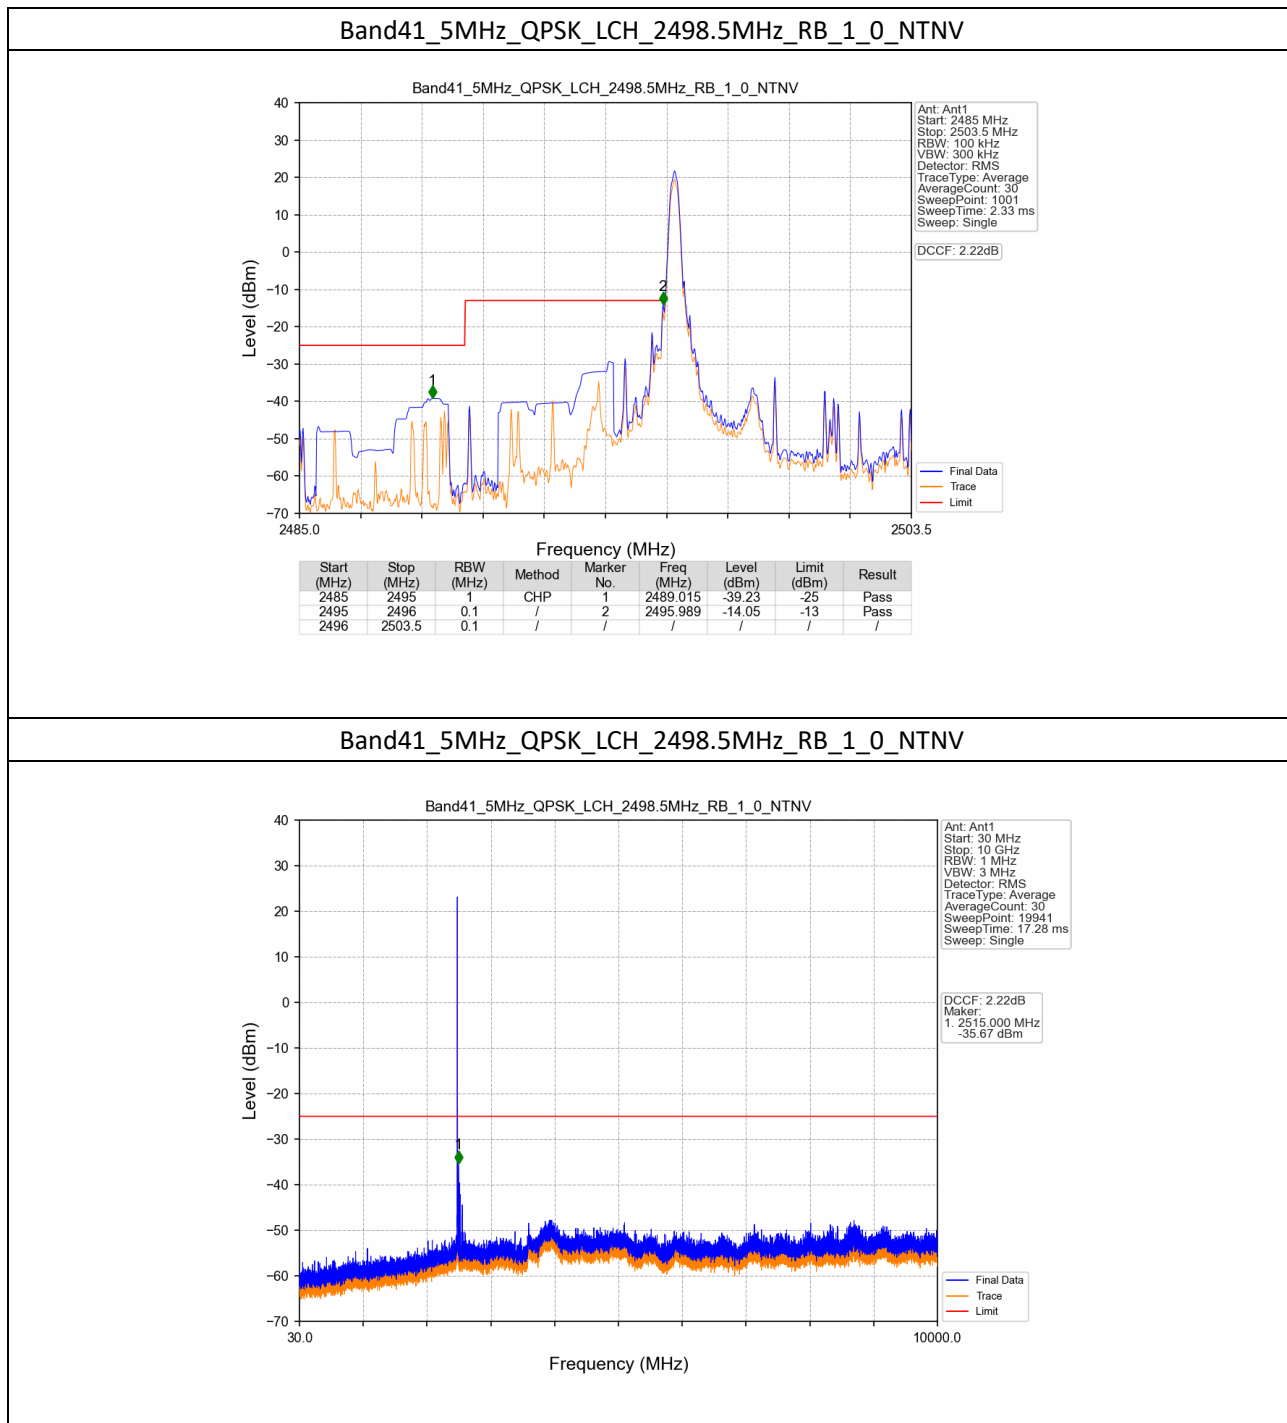 Band41_5MHz_QPSK_LCH_2498.5MHz_RB_1_0_NTNV
Band41_5MHz_QPSK_LCH_2498.5MHz_RB_1_0_NTNV
40
30
20
10
0
−10
−20
−30
−40
−50
−60
−70
Level (dBm)
1
2
2485.0
2503.5
Frequency (MHz)
Ant: Ant1
Start: 2485 MHz
Stop: 2503.5 MHz
RBW: 100 kHz
VBW: 300 kHz
Detector: RMS
TraceType: Average
AverageCount: 30
SweepPoint: 1001
SweepTime: 2.33 ms
Sweep: Single
DCCF: 2.22dB
Final Data
Trace
Limit
Start (MHz) Stop (MHz) RBW (MHz) Method Marker No. Freq (MHz) Level (dBm) Limit (dBm) Result
2485 2495 1 CHP 1 2489.015 -39.23 -25 Pass
2495 2496 0.1 / 2 2495.989 -14.05 -13 Pass
2496 2503.5 0.1 / / / / / /
Band41_5MHz_QPSK_LCH_2498.5MHz_RB_1_0_NTNV
Band41_5MHz_QPSK_LCH_2498.5MHz_RB_1_0_NTNV
40
30
20
10
0
−10
−20
−30
−40
−50
−60
−70
Level (dBm)
1
30.0
10000.0
Frequency (MHz)
Ant: Ant1
Start: 30 MHz
Stop: 10 GHz
RBW: 1 MHz
VBW: 3 MHz
Detector: RMS
TraceType: Average
AverageCount: 30
SweepPoint: 19941
SweepTime: 17.28 ms
Sweep: Single
DCCF: 2.22dB
Maker:
1. 2515.000 MHz
-35.67 dBm
Final Data
Trace
Limit